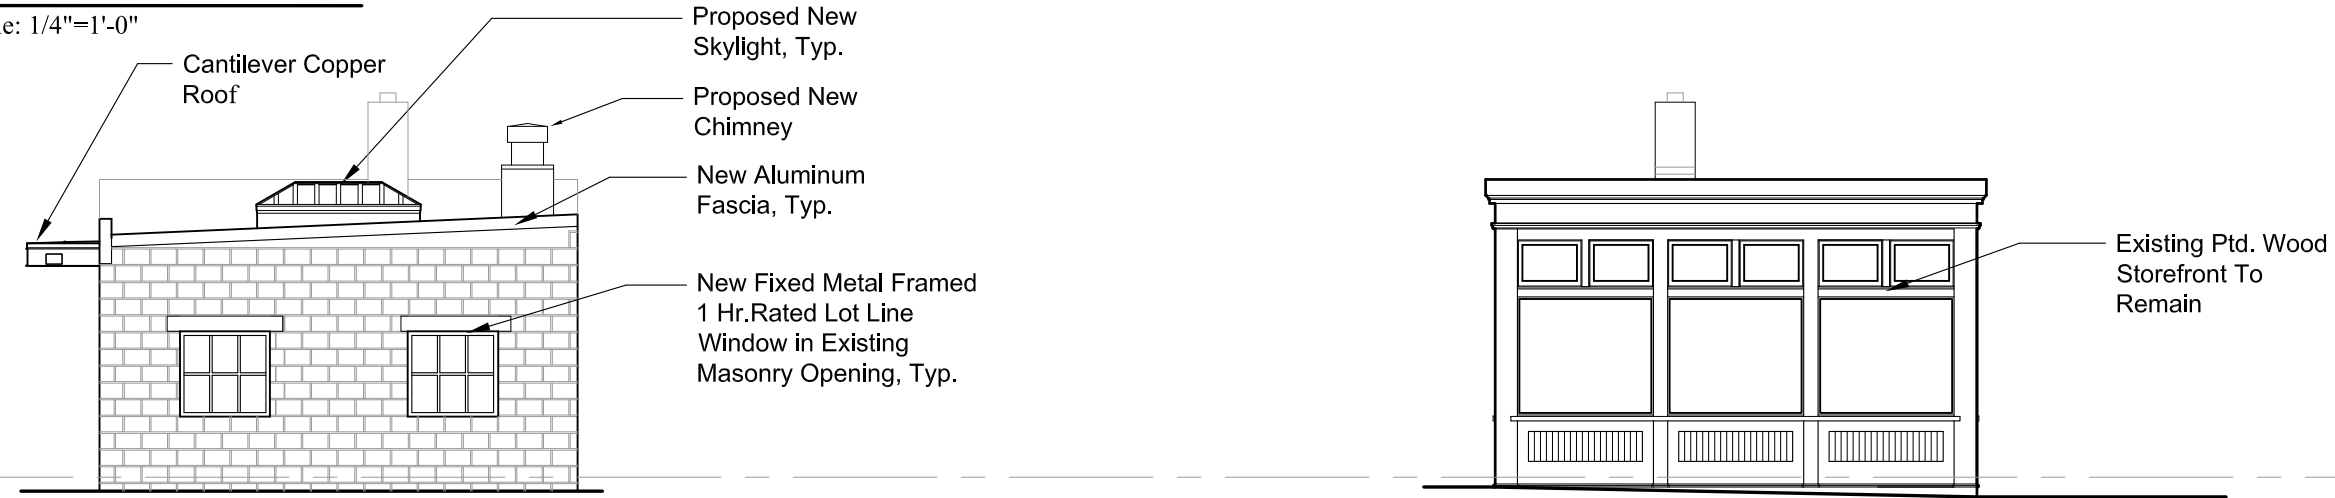 : 1/4"=1'-0"
Cantilever Copper
Roof
Proposed New
Skylight, Typ.
Proposed New
Chimney
New Aluminum
Fascia, Typ.
New Fixed Metal Framed
1 Hr.Rated Lot Line
Window in Existing
Masonry Opening, Typ.
Existing Ptd. Wood
Storefront To
Remain